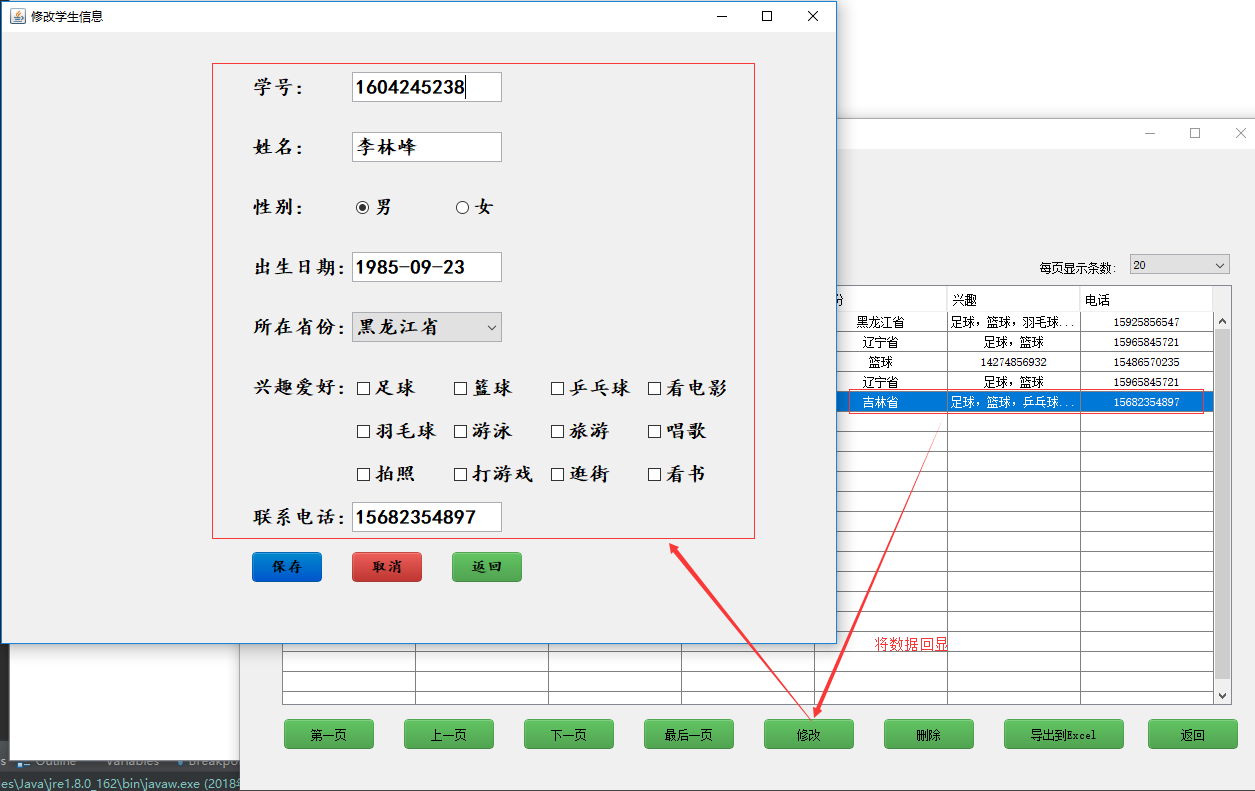 修改学生信息
学号： 1604245238
姓名： 李林峰
性别： 男 女
出生日期： 1985-09-23
所在省份： 黑龙江省
兴趣爱好： 足球 篮球 乒乓球 看电影
羽毛球 游泳 旅游 唱歌
拍照 打游戏 逛街 看书
联系电话： 15682354897
保存 取消 返回
每页显示条数： 20
份 兴趣 电话
黑龙江省 足球，篮球，羽毛球... 15925856547
辽宁省 足球，篮球 15965845721
篮球 14274856932 15486570235
辽宁省 足球，篮球 15965845721
吉林省 足球，篮球，乒乓球... 15682354897
将数据回显
第一页 上一页 下一页 最后一页 修改 删除 导出到Excel 返回
s Outline Variables Breakpo
es\Java\jre1.8.0_162\bin\javaw.exe (2018年